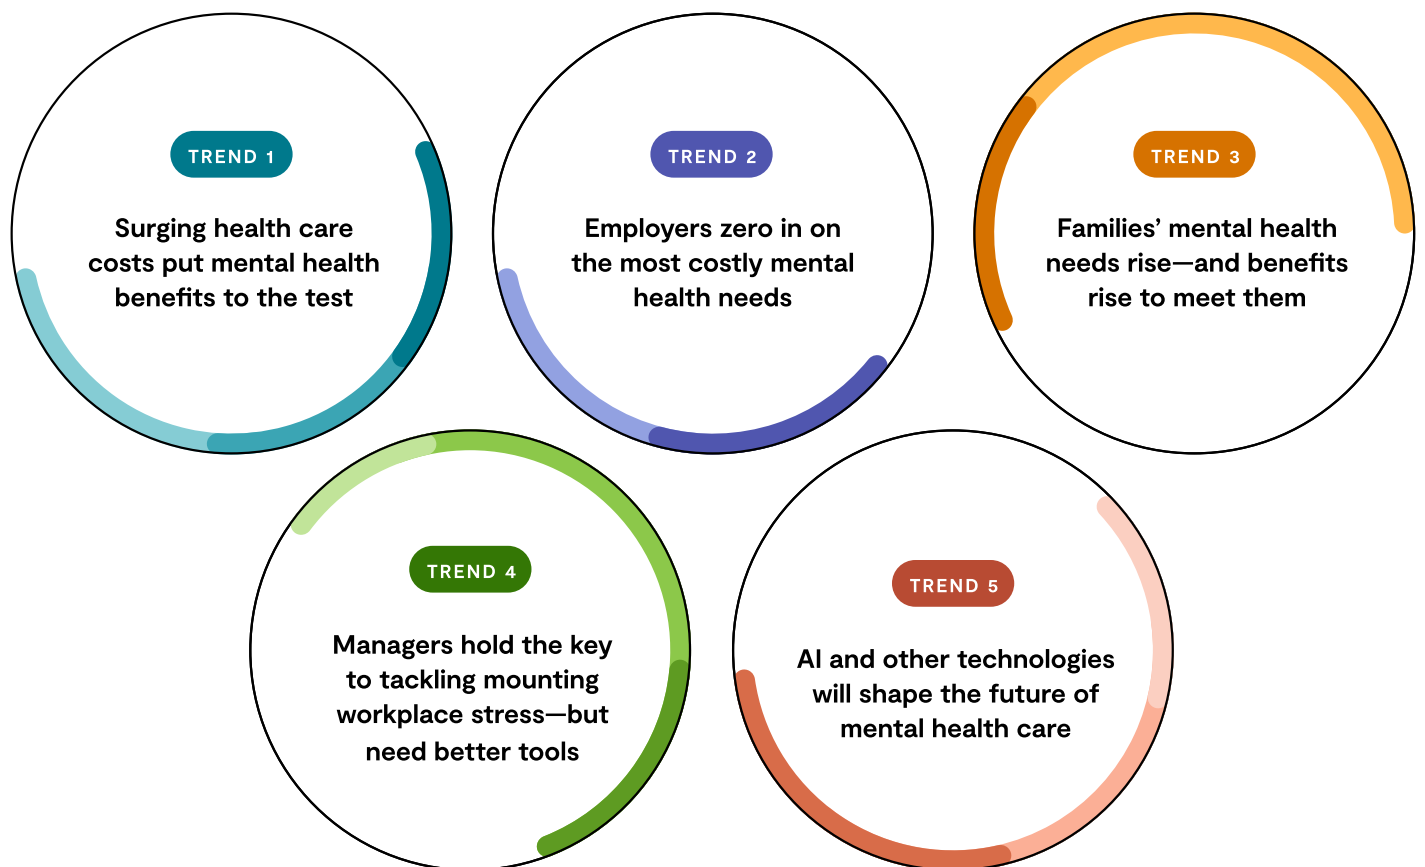 TREND 1
Surging health care
costs put mental health
benefits to the test
TREND 2
Employers zero in on
the most costly mental
health needs
TREND 3
Families’ mental health
needs rise—and benefits
rise to meet them
TREND 4
Managers hold the key
to tackling mounting
workplace stress—but
need better tools
TREND 5
AI and other technologies
will shape the future of
mental health care